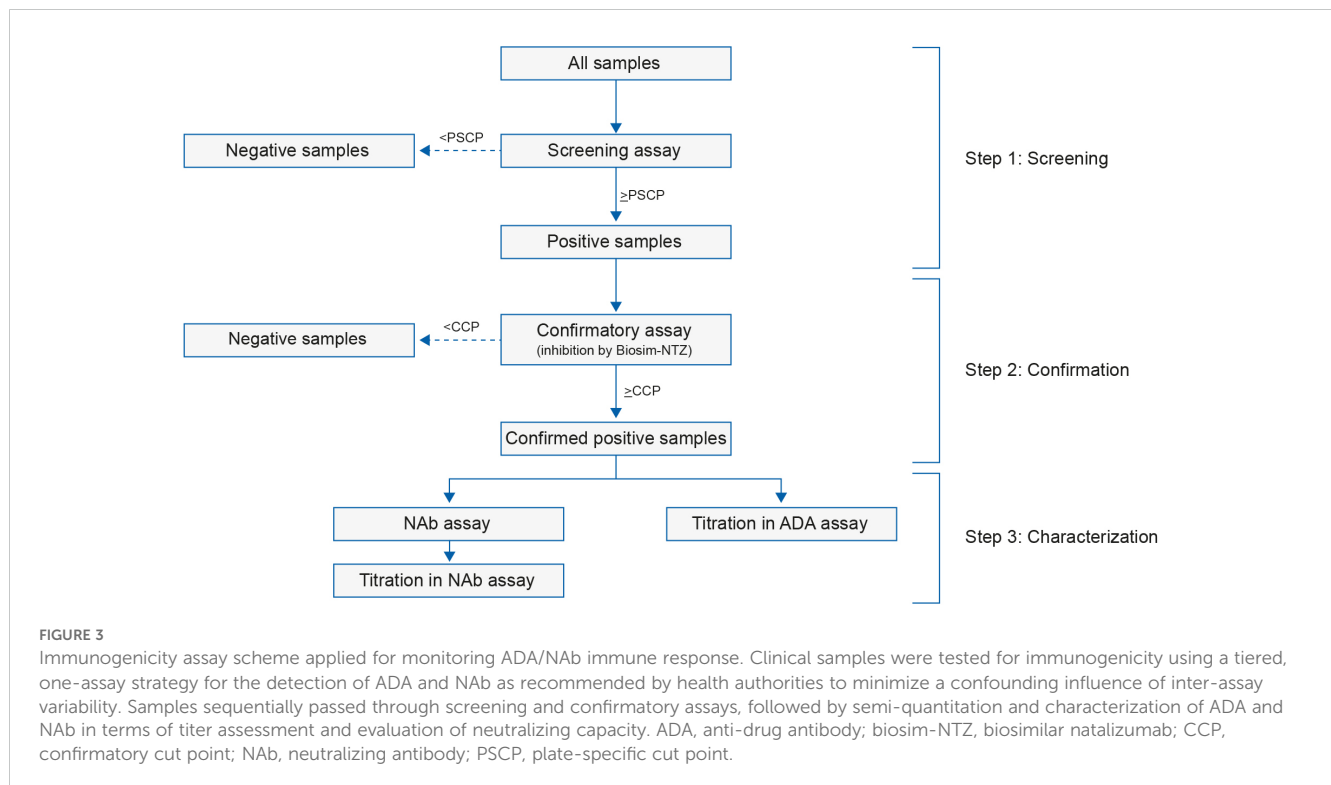 All samples
<PSCP
Negative samples
Screening assay
Step 1: Screening
≥PSCP
Positive samples
<CCP
Negative samples
Confirmatory assay
(inhibition by Biosim-NTZ)
Step 2: Confirmation
≥CCP
Confirmed positive samples
NAb assay
Titration in ADA assay
Step 3: Characterization
Titration in NAb assay
FIGURE 3
Immunogenicity assay scheme applied for monitoring ADA/NAb immune response. Clinical samples were tested for immunogenicity using a tiered,
one-assay strategy for the detection of ADA and NAb as recommended by health authorities to minimize a confounding influence of inter-assay
variability. Samples sequentially passed through screening and confirmatory assays, followed by semi-quantitation and characterization of ADA and
NAb in terms of titer assessment and evaluation of neutralizing capacity. ADA, anti-drug antibody; biosim-NTZ, biosimilar natalizumab; CCP,
confirmatory cut point; NAb, neutralizing antibody; PSCP, plate-specific cut point.